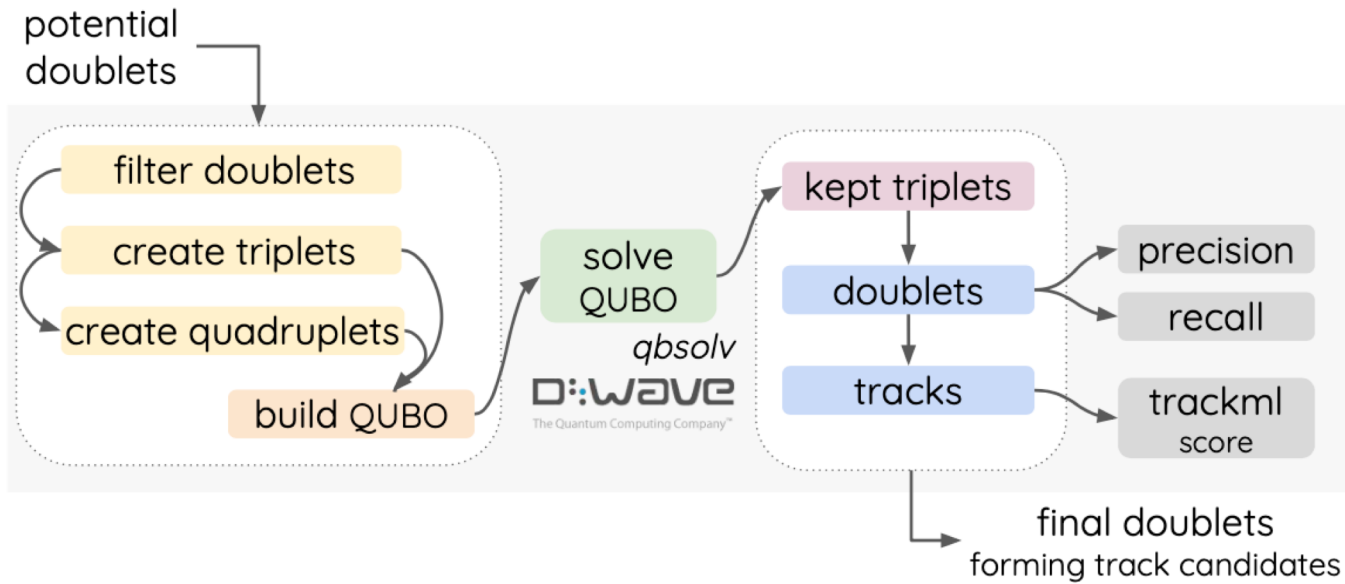 potential
doublets
filter doublets
create triplets
create quadruplets
build QUBO
solve
QUBO
qbsolv
D:wave
The Quantum Computing Company™
kept triplets
doublets
tracks
precision
recall
trackml
score
final doublets
forming track candidates